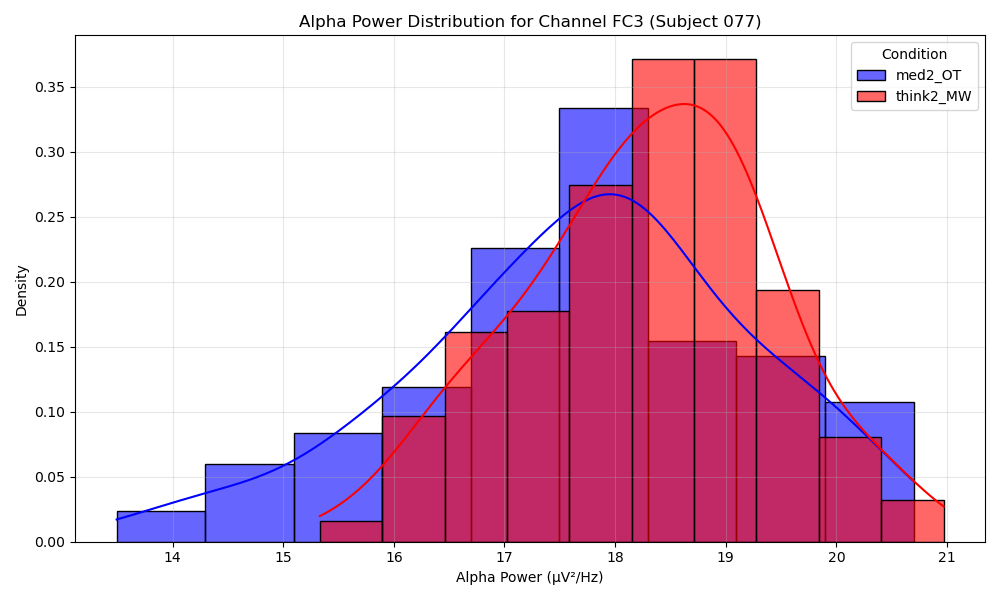 Alpha Power Distribution for Channel FC3 (Subject 077)
Condition
med2_OT
think2_MW
Density
0.35
0.30
0.25
0.20
0.15
0.10
0.05
0.00
14 15 16 17 18 19 20 21
Alpha Power (µV²/Hz)